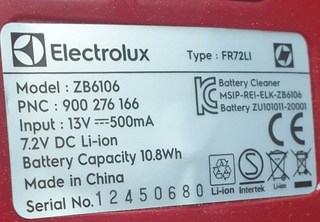 Electrolux Type : FR72LI
Model : ZB6106
PNC : 900 276 166
Input : 13V⎓500mA
7.2V DC Li-ion
Battery Capacity 10.8Wh
Made in China
Serial No. 12450680
Battery Cleaner
MSIP-REI-ELK-ZB6106
Battery ZU101011-20001
CE
Li-ion Intertek